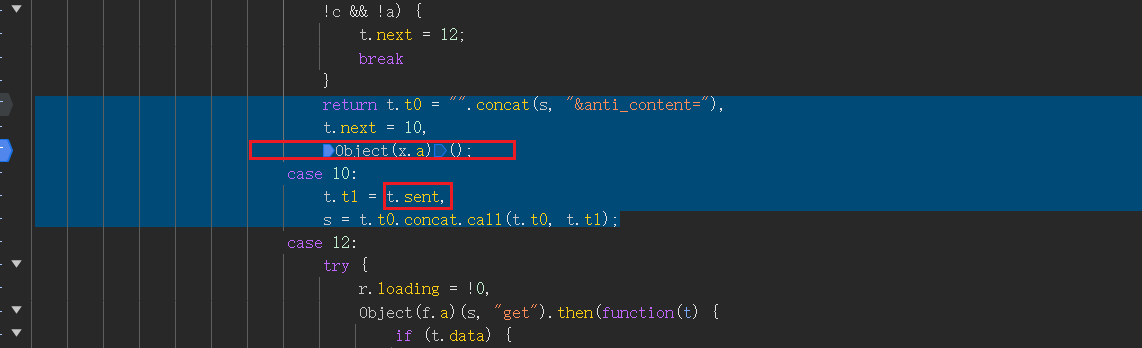 !c && !a) {
t.next = 12;
break
}
return t.t0 = "".concat(s, "&anti_content="),
t.next = 10,
Object(x.a)();
case 10:
t.t1 = t.sent,
s = t.t0.concat.call(t.t0, t.t1);
case 12:
try {
r.loading = !0,
Object(f.a)(s, "get").then(function(t) {
if (t.data) {